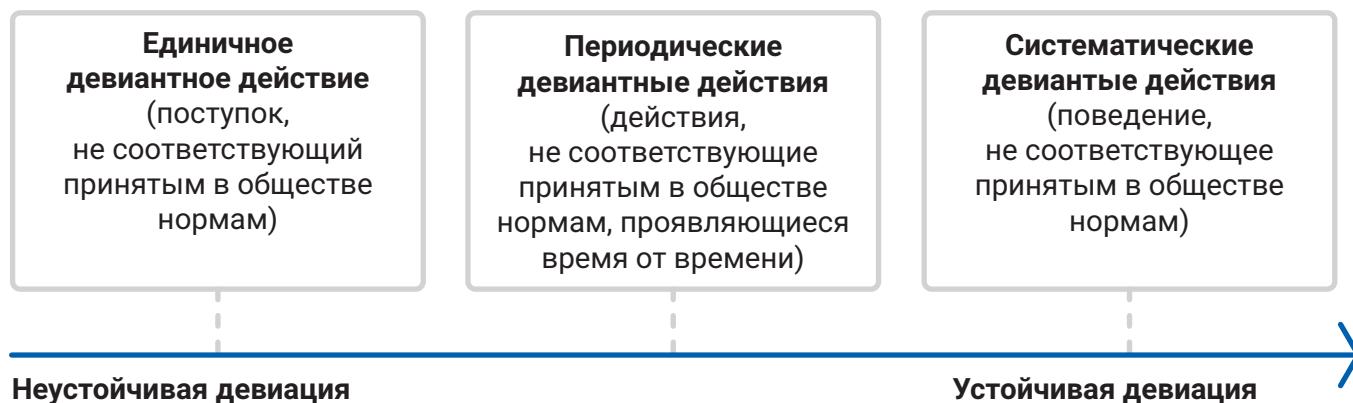 Единичное
девиантное действие
(поступок,
не соответствующий
принятым в обществе
нормам)
Периодические
девиантные действия
(действия,
не соответствующие
принятым в обществе
нормам, проявляющиеся
время от времени)
Систематические
девиантые действия
(поведение,
не соответствующее
принятым в обществе
нормам)
Неустойчивая девиация
Устойчивая девиация